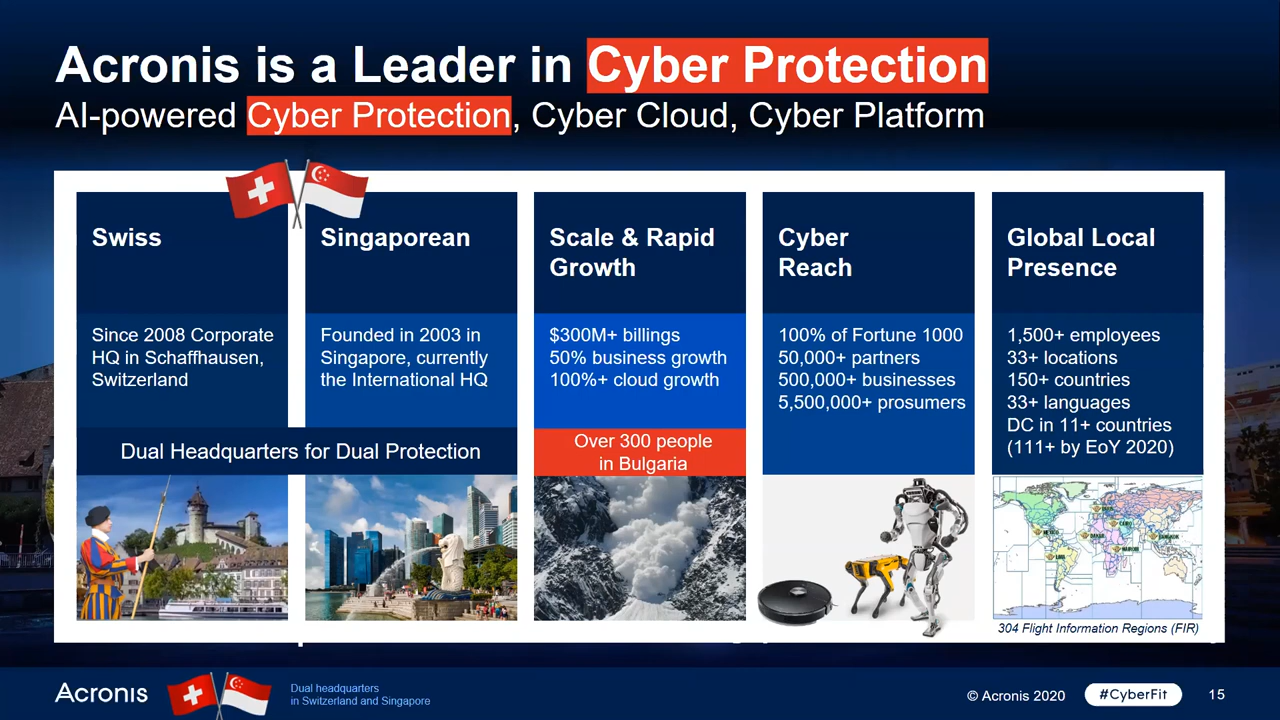 Acronis is a Leader in Cyber Protection
AI-powered Cyber Protection, Cyber Cloud, Cyber Platform
Swiss
Since 2008 Corporate
HQ in Schaffhausen,
Switzerland
Singaporean
Founded in 2003 in
Singapore, currently
the International HQ
Dual Headquarters for Dual Protection
Scale & Rapid
Growth
$300M+ billings
50% business growth
100%+ cloud growth
Over 300 people
in Bulgaria
Cyber
Reach
100% of Fortune 1000
50,000+ partners
500,000+ businesses
5,500,000+ prosumers
Global Local
Presence
1,500+ employees
33+ locations
150+ countries
33+ languages
DC in 11+ countries
(111+ by EoY 2020)
CAIRO
DAKAR
NAIROBI
BANGKOK
LIMA
304 Flight Information Regions (FIR)
Acronis
Dual headquarters
in Switzerland and Singapore
© Acronis 2020
#CyberFit
15